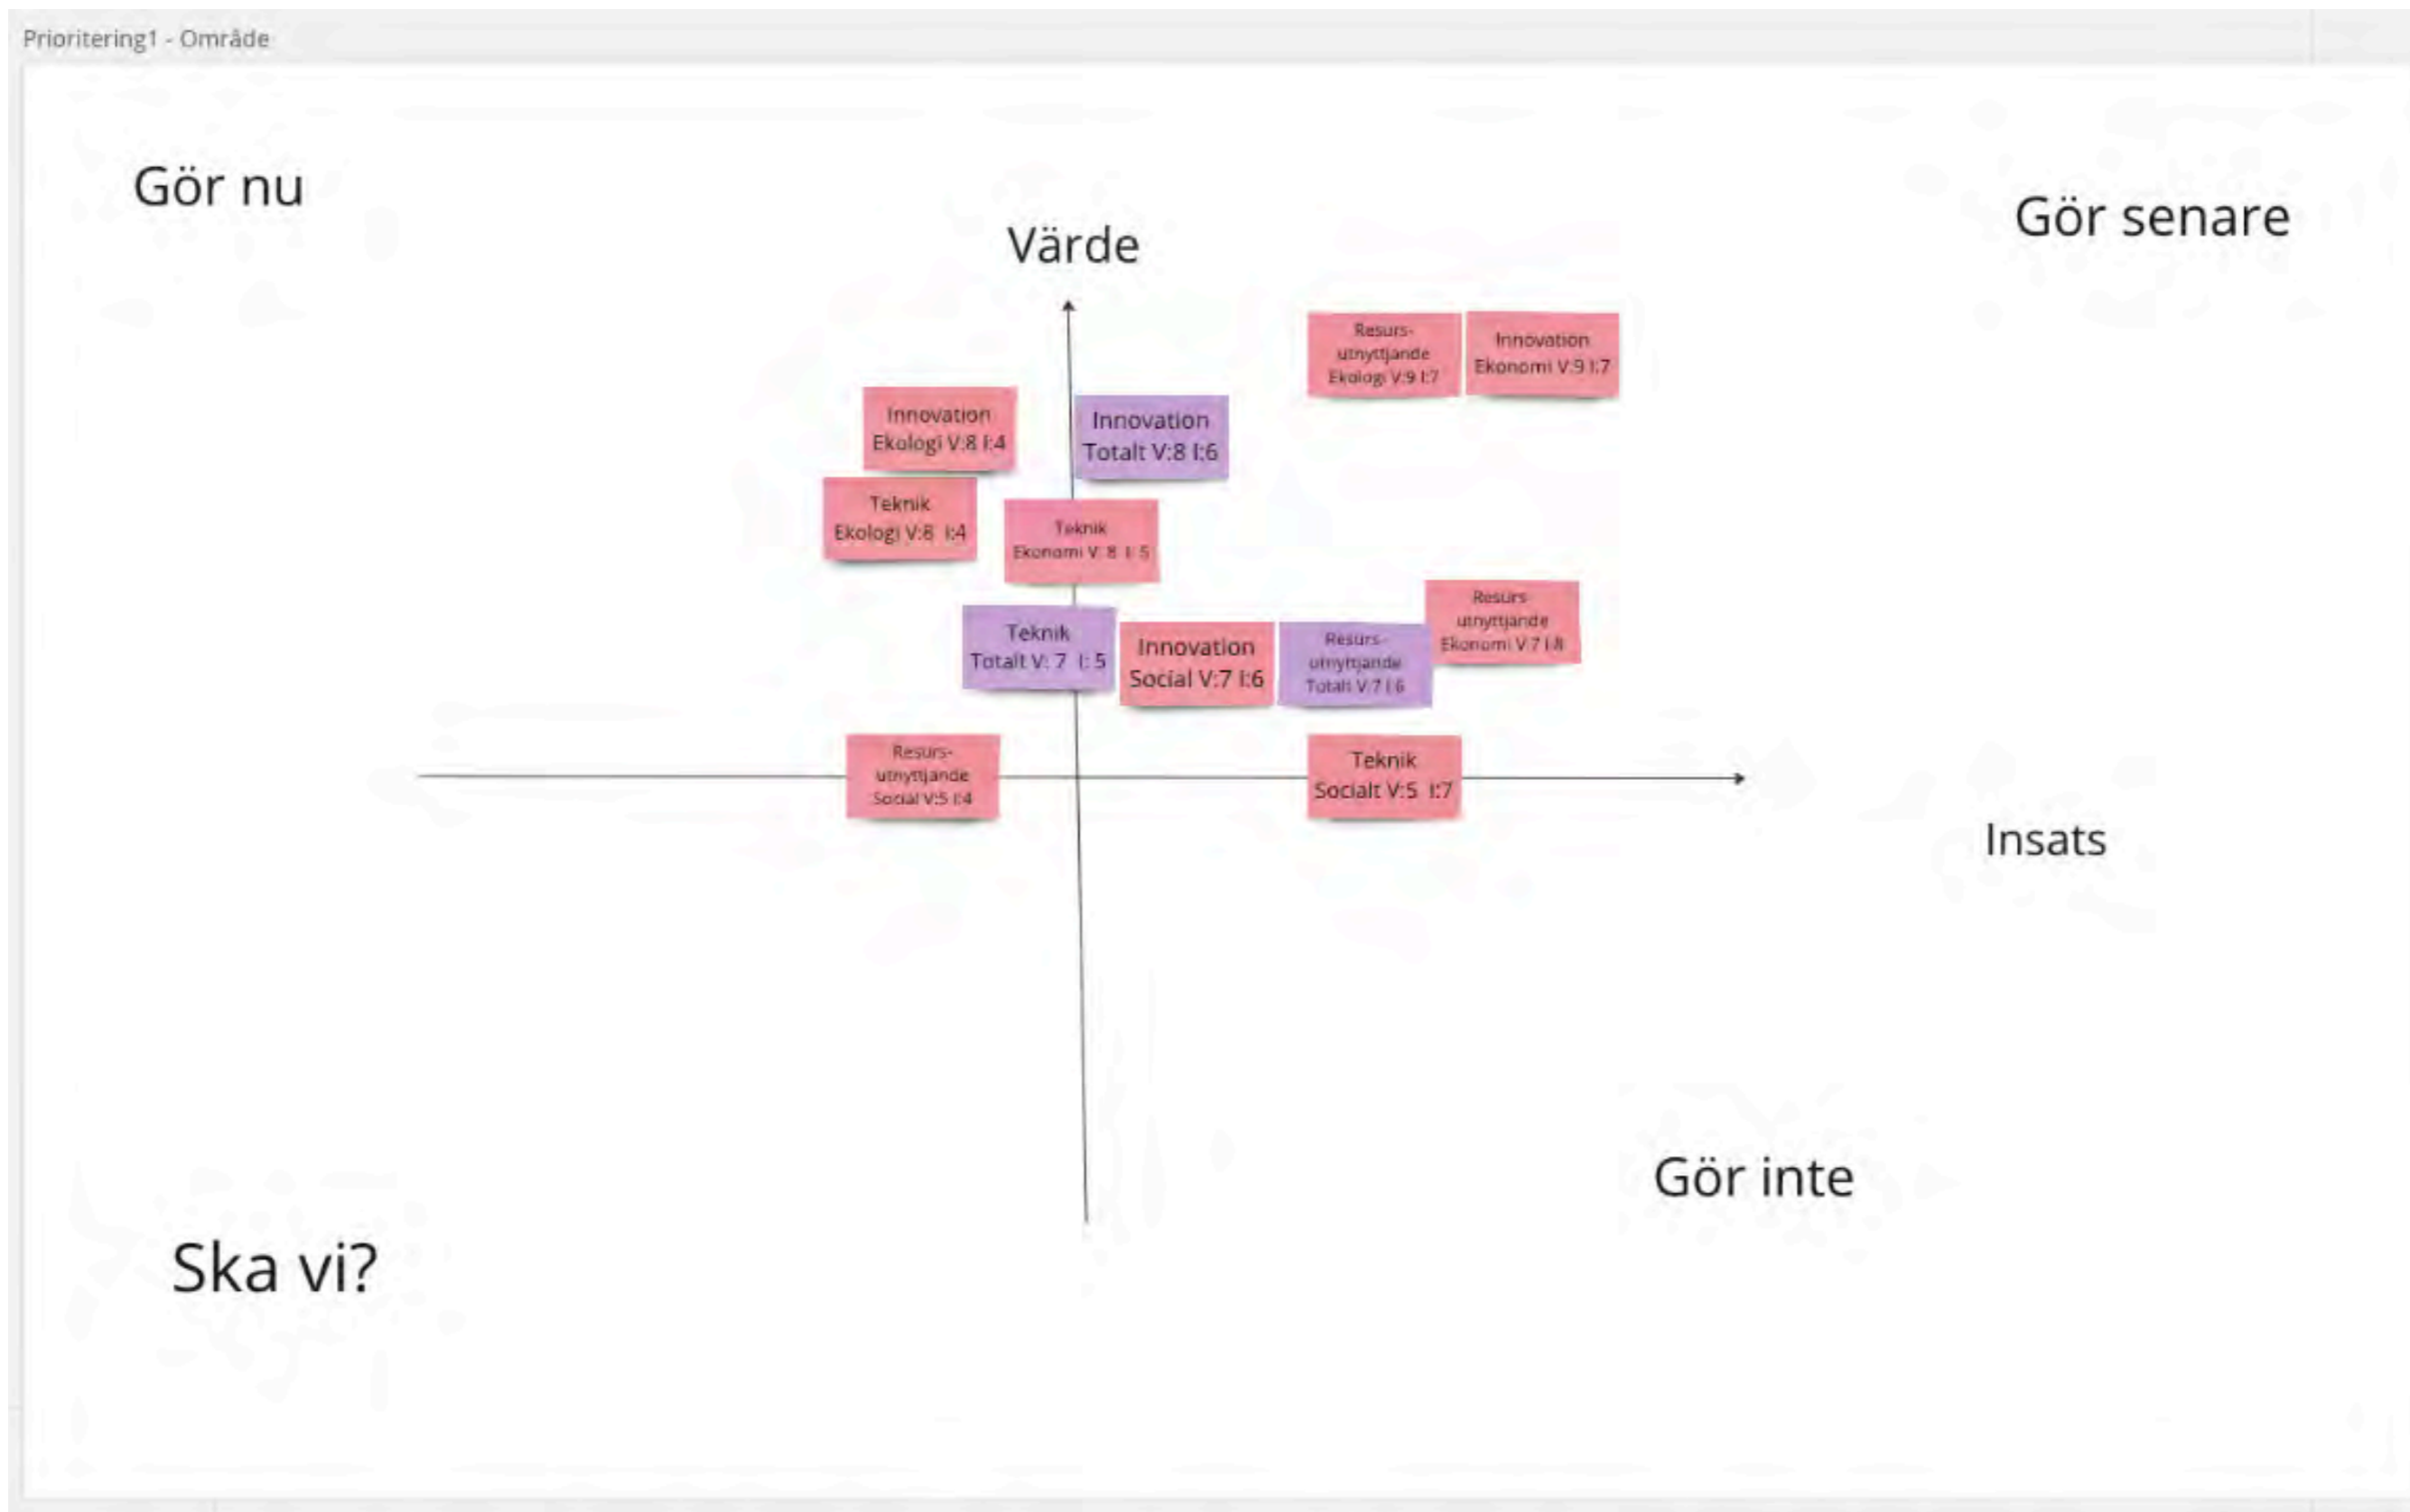 Prioritering1 - Område
Gör nu
Gör senare
Värde
Resurs-
utnyttjande
Ekologi V:9 I:7
Innovation
Ekonomi V:9 I:7
Innovation
Ekologi V:8 I:4
Innovation
Totalt V:8 I:6
Teknik
Ekologi V:8 I:4
Teknik
Ekonomi V: 8 I: 5
Teknik
Totalt V: 7 I: 5
Innovation
Social V:7 I:6
Resurs-
utnyttjande
Totalt V:7 I:6
Resurs-
utnyttjande
Ekonomi V:7 I:8
Resurs-
utnyttjande
Social V:5 I:4
Teknik
Socialt V:5 I:7
Insats
Gör inte
Ska vi?